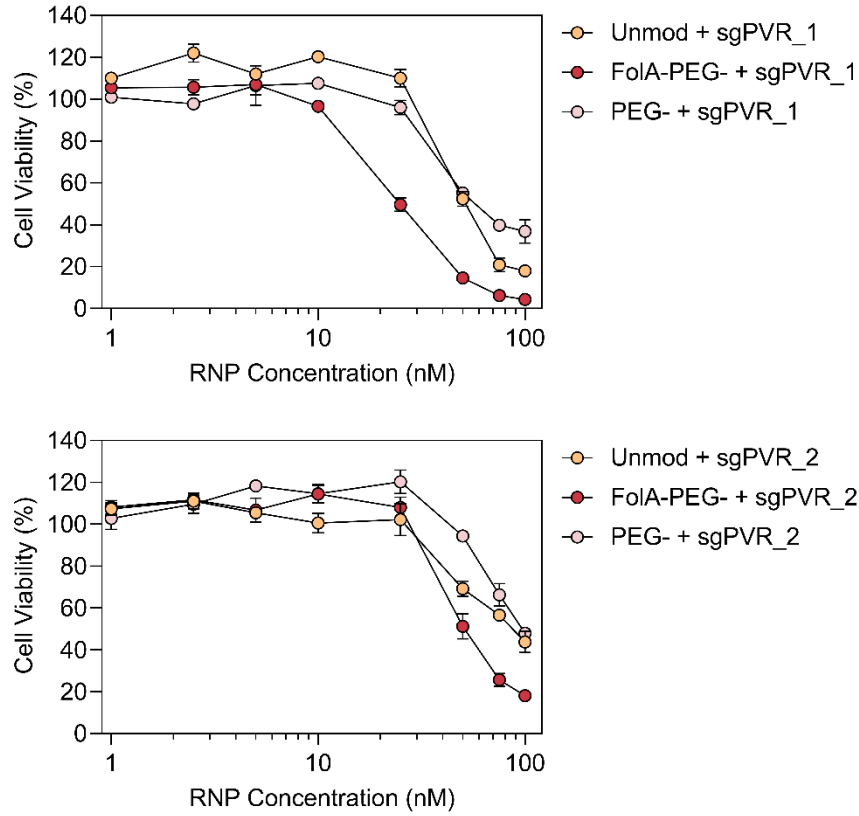 140
120
100
80
60
40
20
0
Cell Viability (%)
1
10
100
RNP Concentration (nM)
Unmod + sgPVR_1
FolA-PEG- + sgPVR_1
PEG- + sgPVR_1
140
120
100
80
60
40
20
0
Cell Viability (%)
1
10
100
RNP Concentration (nM)
Unmod + sgPVR_2
FolA-PEG- + sgPVR_2
PEG- + sgPVR_2